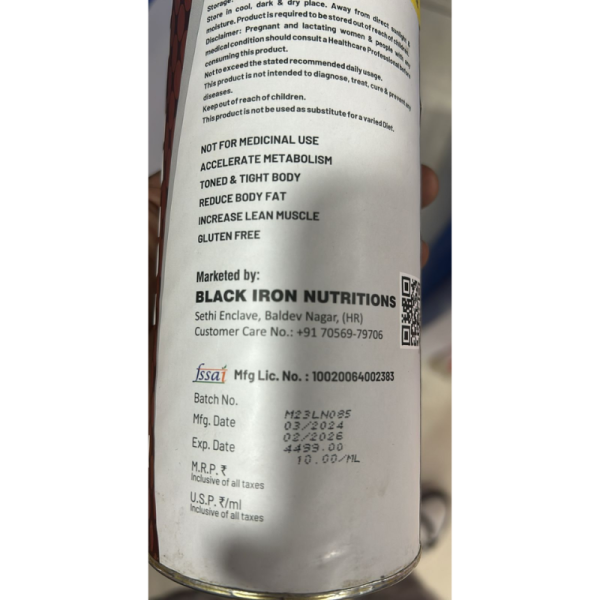 Storage:
Store in cool, dark & dry place. Away from direct sunlight &
moisture. Product is required to be stored out of reach of children.
Disclaimer: Pregnant and lactating women & people with any
medical condition should consult a Healthcare Professional before
consuming this product.
Not to exceed the stated recommended daily usage.
This product is not intended to diagnose, treat, cure & prevent any
diseases.
Keep out of reach of children.
This product is not be used as substitute for a varied Diet.
NOT FOR MEDICINAL USE
ACCELERATE METABOLISM
TONED & TIGHT BODY
REDUCE BODY FAT
INCREASE LEAN MUSCLE
GLUTEN FREE
Marketed by:
BLACK IRON NUTRITIONS
Sethi Enclave, Baldev Nagar, (HR)
Customer Care No.: +91 70569-79706
fssai Mfg Lic. No. : 10020064002383
Batch No. M23LN085
Mfg. Date 03/2024
Exp. Date 02/2026
M.R.P. ₹ 4499.00
Inclusive of all taxes
U.S.P. ₹/ml 10.00/ML
Inclusive of all taxes